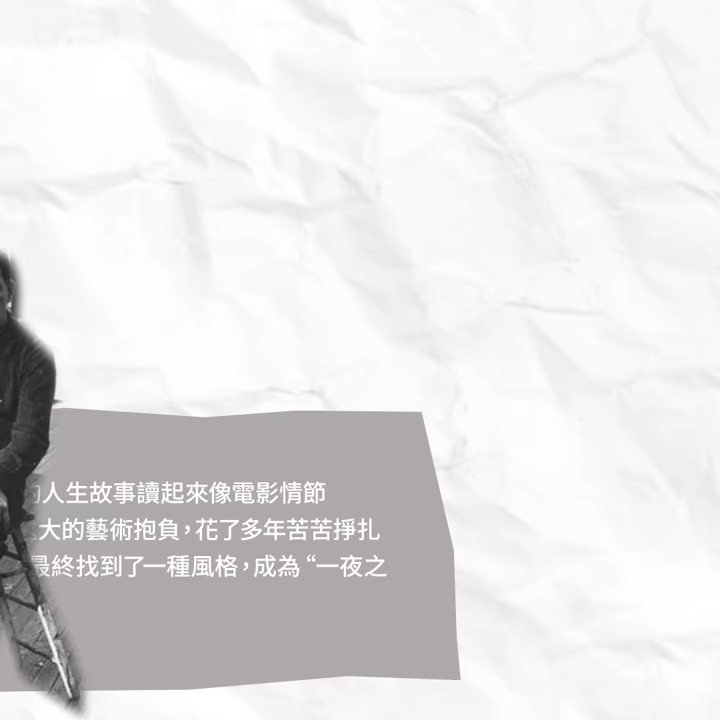 的人生故事讀起來像電影情節
大的藝術抱負，花了多年苦苦掙扎
最終找到了一種風格，成為“一夜之